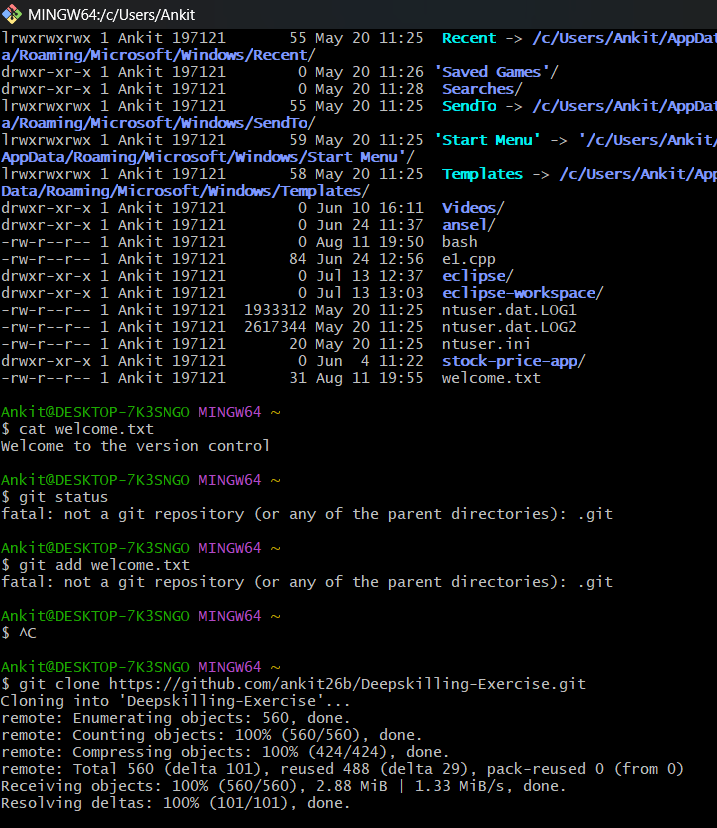 MINGW64:/c/Users/Ankit
lrwxrwxrwx 1 Ankit 197121       55 May 20 11:25  Recent -> /c/Users/Ankit/AppDat
a/Roaming/Microsoft/Windows/Recent/
drwxr-xr-x 1 Ankit 197121        0 May 20 11:26 'Saved Games'/
drwxr-xr-x 1 Ankit 197121        0 May 20 11:28  Searches/
lrwxrwxrwx 1 Ankit 197121       55 May 20 11:25  SendTo -> /c/Users/Ankit/AppDat
a/Roaming/Microsoft/Windows/SendTo/
lrwxrwxrwx 1 Ankit 197121       59 May 20 11:25 'Start Menu' -> '/c/Users/Ankit/
AppData/Roaming/Microsoft/Windows/Start Menu'/
lrwxrwxrwx 1 Ankit 197121       58 May 20 11:25  Templates -> /c/Users/Ankit/App
Data/Roaming/Microsoft/Windows/Templates/
drwxr-xr-x 1 Ankit 197121        0 Jun 10 16:11  Videos/
drwxr-xr-x 1 Ankit 197121        0 Jun 24 11:37  ansel/
-rw-r--r-- 1 Ankit 197121        0 Aug 11 19:50  bash
-rw-r--r-- 1 Ankit 197121       84 Jun 24 12:56  e1.cpp
drwxr-xr-x 1 Ankit 197121        0 Jul 13 12:37  eclipse/
drwxr-xr-x 1 Ankit 197121        0 Jul 13 13:03  eclipse-workspace/
-rw-r--r-- 1 Ankit 197121  1933312 May 20 11:25  ntuser.dat.LOG1
-rw-r--r-- 1 Ankit 197121  2617344 May 20 11:25  ntuser.dat.LOG2
-rw-r--r-- 1 Ankit 197121       20 May 20 11:25  ntuser.ini
drwxr-xr-x 1 Ankit 197121        0 Jun  4 11:22  stock-price-app/
-rw-r--r-- 1 Ankit 197121       31 Aug 11 19:55  welcome.txt
Ankit@DESKTOP-7K3SNGO MINGW64 ~
$ cat welcome.txt
Welcome to the version control
Ankit@DESKTOP-7K3SNGO MINGW64 ~
$ git status
fatal: not a git repository (or any of the parent directories): .git
Ankit@DESKTOP-7K3SNGO MINGW64 ~
$ git add welcome.txt
fatal: not a git repository (or any of the parent directories): .git
Ankit@DESKTOP-7K3SNGO MINGW64 ~
$ ^C
Ankit@DESKTOP-7K3SNGO MINGW64 ~
$ git clone https://github.com/ankit26b/Deepskilling-Exercise.git
Cloning into 'Deepskilling-Exercise'...
remote: Enumerating objects: 560, done.
remote: Counting objects: 100% (560/560), done.
remote: Compressing objects: 100% (424/424), done.
remote: Total 560 (delta 101), reused 488 (delta 29), pack-reused 0 (from 0)
Receiving objects: 100% (560/560), 2.88 MiB | 1.33 MiB/s, done.
Resolving deltas: 100% (101/101), done.